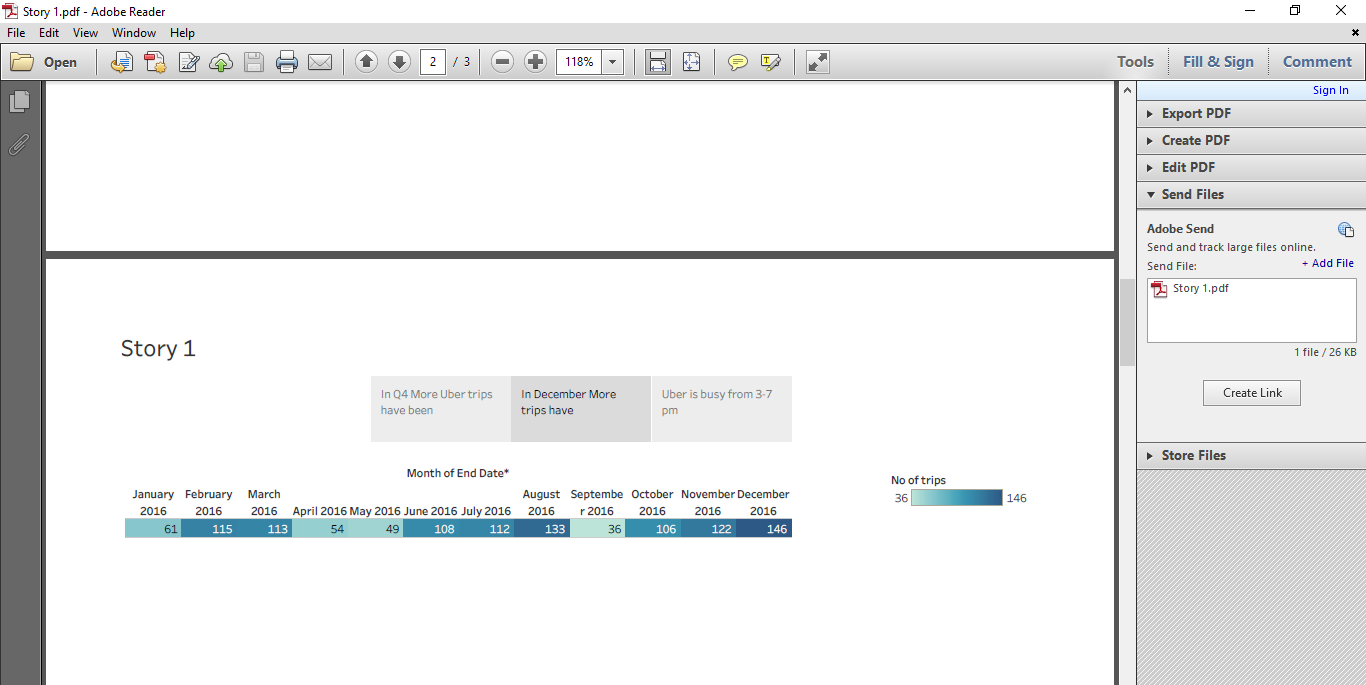 Story 1.pdf - Adobe Reader
File Edit View Window Help
Open 2 / 3 118% Tools Fill & Sign Comment
Sign In
Export PDF
Create PDF
Edit PDF
Send Files
Adobe Send
Send and track large files online.
Send File: + Add File
Story 1.pdf
1 file / 26 KB
Create Link
Store Files
Story 1
In Q4 More Uber trips
have been
In December More
trips have
Uber is busy from 3-7
pm
Month of End Date*
January February March August Septembe October November December
2016 2016 2016 April 2016 May 2016 June 2016 July 2016 2016 r 2016 2016 2016 2016
61 115 113 54 49 108 112 133 36 106 122 146
No of trips
36 146